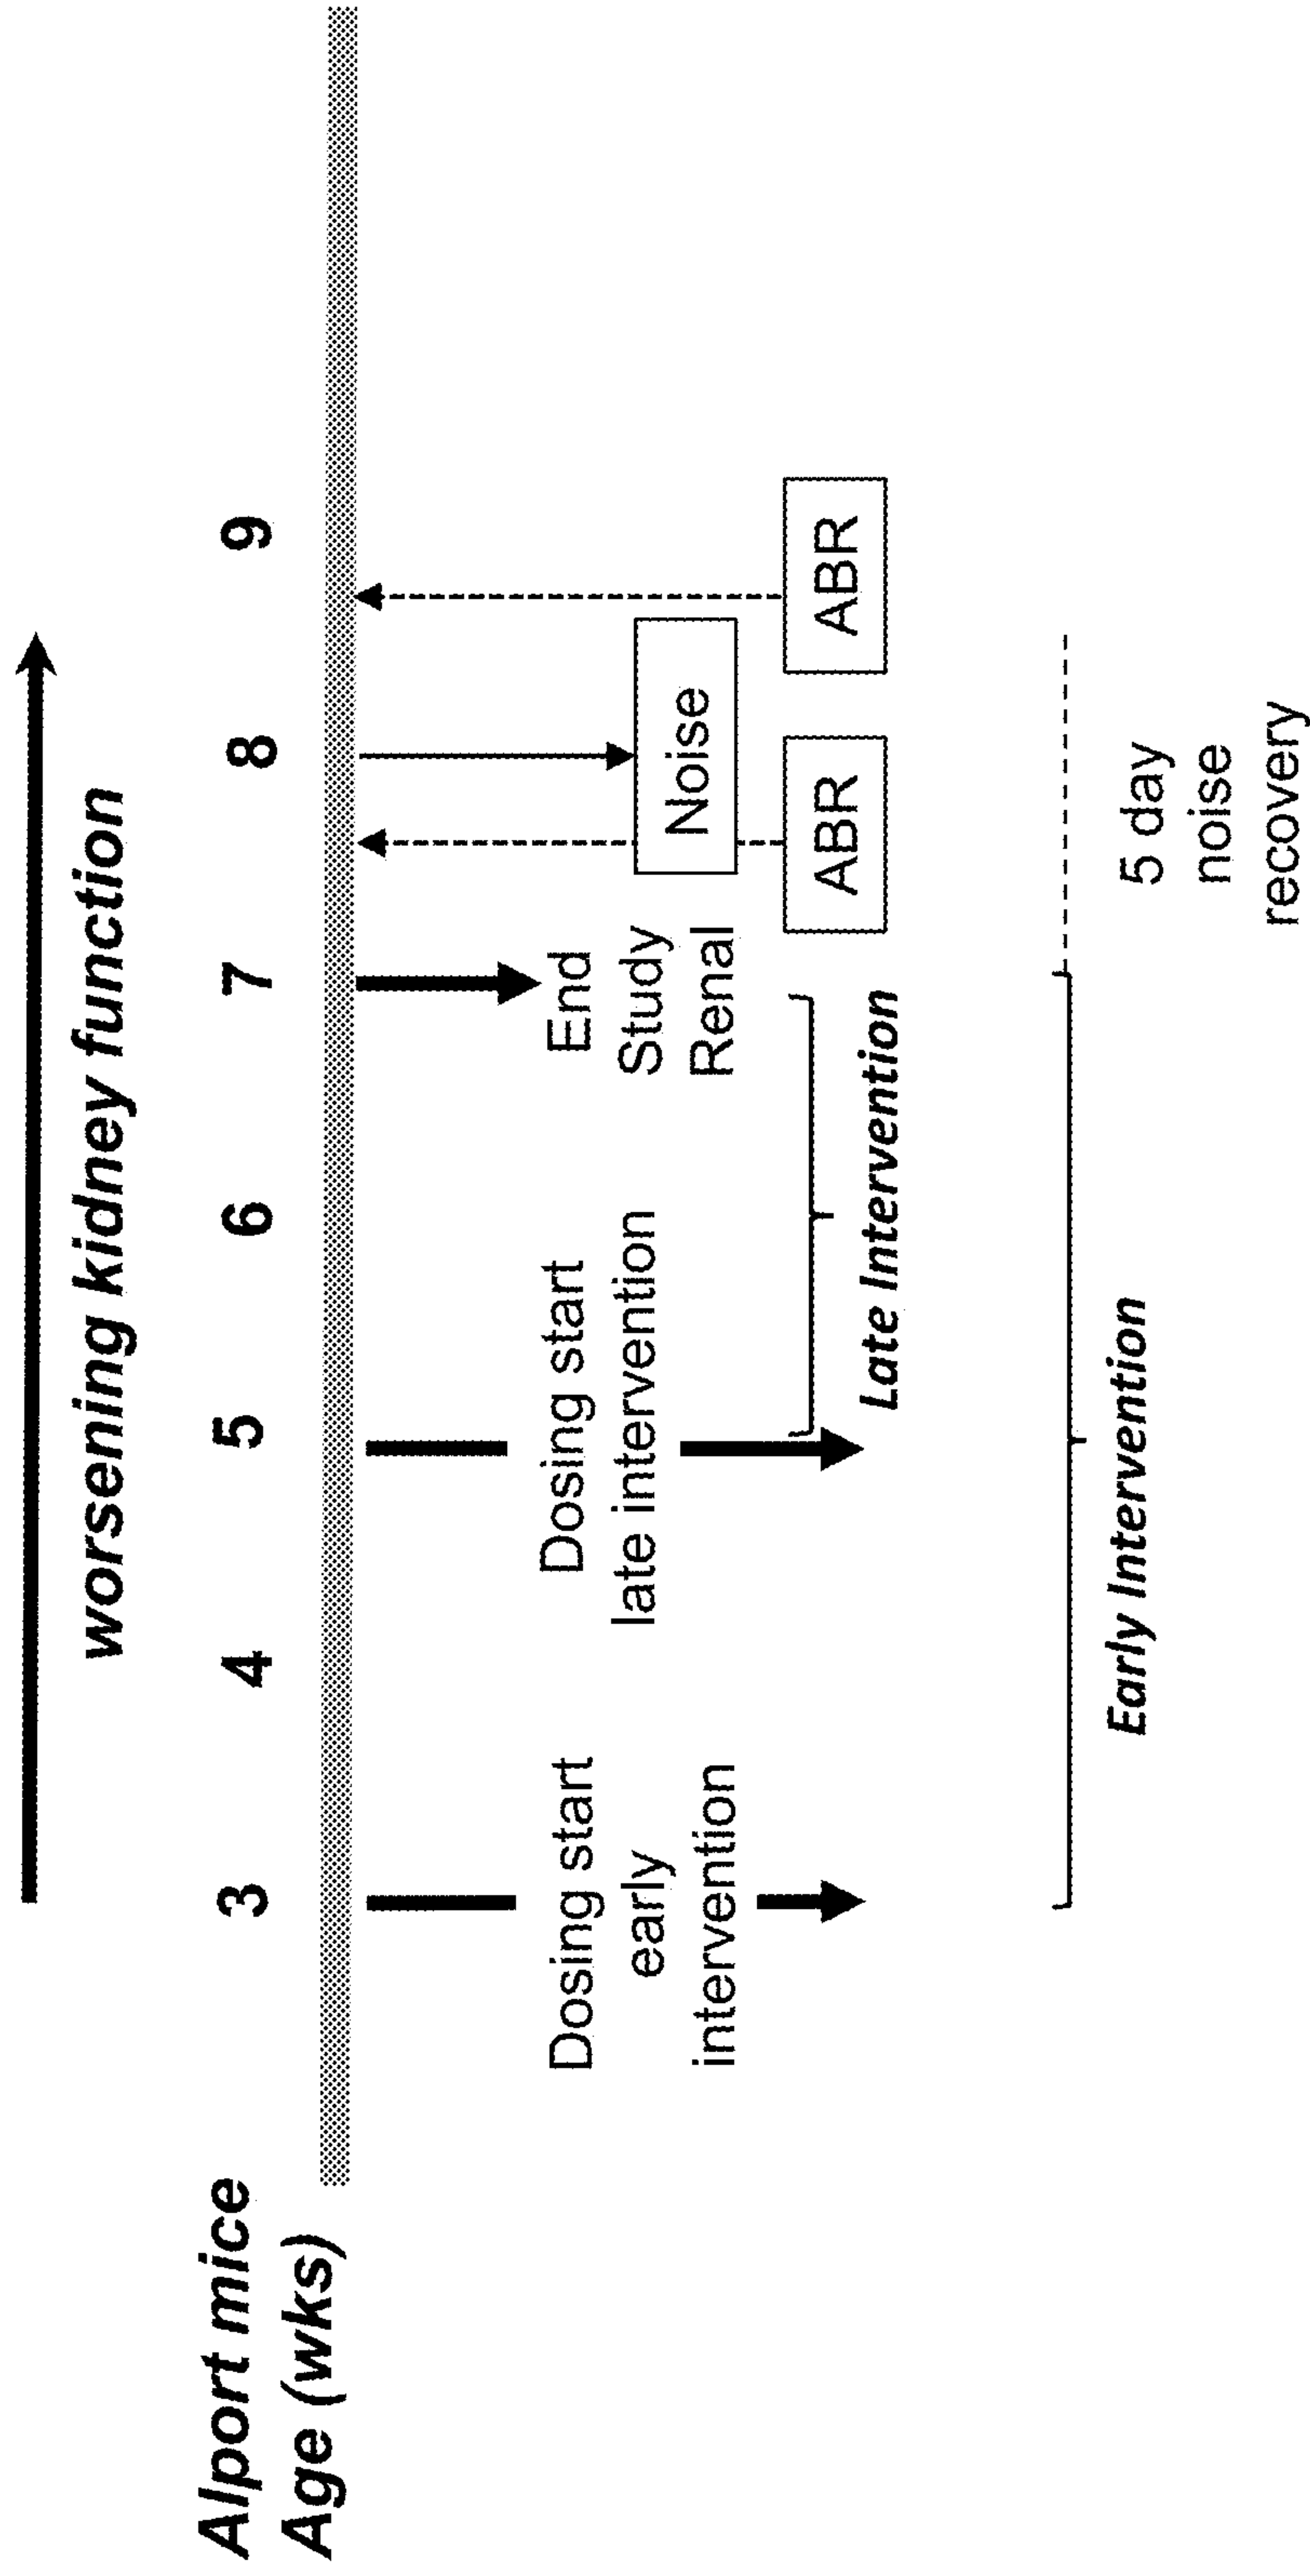 worsening kidney function
Alport mice
Age (wks)
3 4 5 6 7 8 9
Dosing start
early
intervention
Dosing start
late intervention
End
Study
Renal
Noise
ABR
ABR
Late Intervention
Early Intervention
5 day
noise
recovery